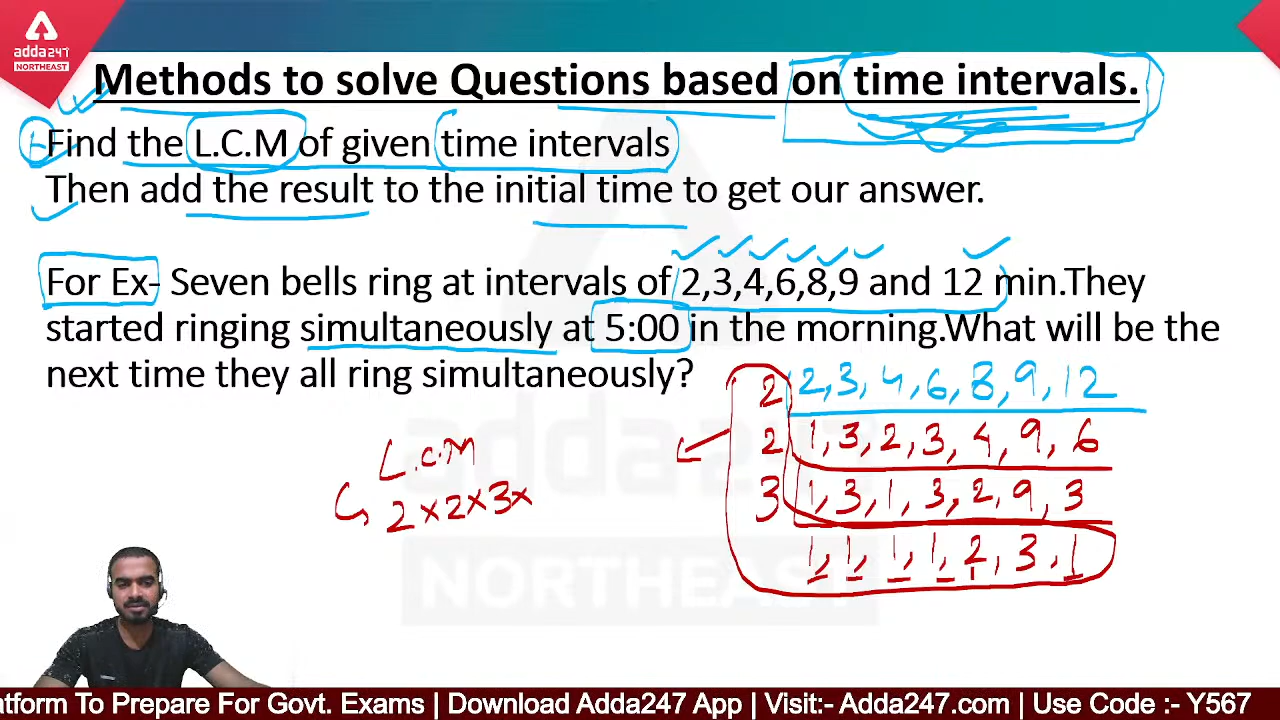 adda247
NORTHEAST
Methods to solve Questions based on time intervals.
1- Find the L.C.M of given time intervals
Then add the result to the initial time to get our answer.
For Ex- Seven bells ring at intervals of 2,3,4,6,8,9 and 12 min.They
started ringing simultaneously at 5:00 in the morning.What will be the
next time they all ring simultaneously?
2 2,3,4,6,8,9,12
2 1,3,2,3,4,9,6
3 1,3,1,3,2,9,3
1,1,1,1,2,3,1
L.C.M
2×2×3×
NORTHEAST
atform To Prepare For Govt. Exams | Download Adda247 App | Visit:- Adda247.com | Use Code :- Y567